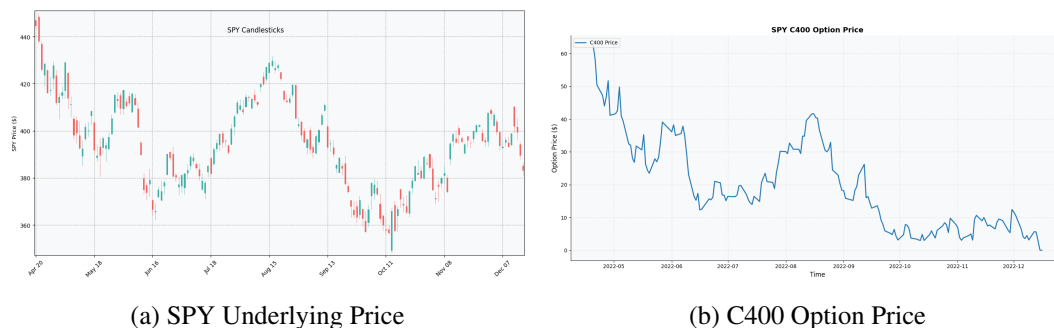 SPY Candlesticks
SPY Price ($)
440
420
400
380
360
Apr 20
May 18
Jun 16
Jul 19
Aug 15
Sep 13
Oct 11
Nov 08
Dec 07
(a) SPY Underlying Price
SPY C400 Option Price
C400 Price
Option Price ($)
60
50
40
30
20
10
0
2022-05
2022-06
2022-07
2022-08
2022-09
2022-10
2022-11
2022-12
Time
(b) C400 Option Price